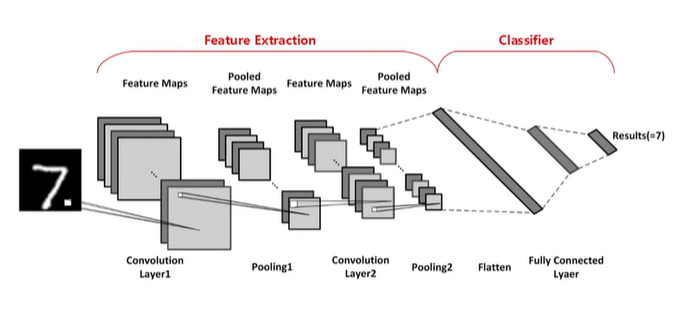 Feature Extraction
Classifier
Feature Maps
Pooled
Feature Maps
Feature Maps
Pooled
Feature Maps
7
Results(=7)
Convolution
Layer1
Pooling1
Convolution
Layer2
Pooling2
Flatten
Fully Connected
Lyaer